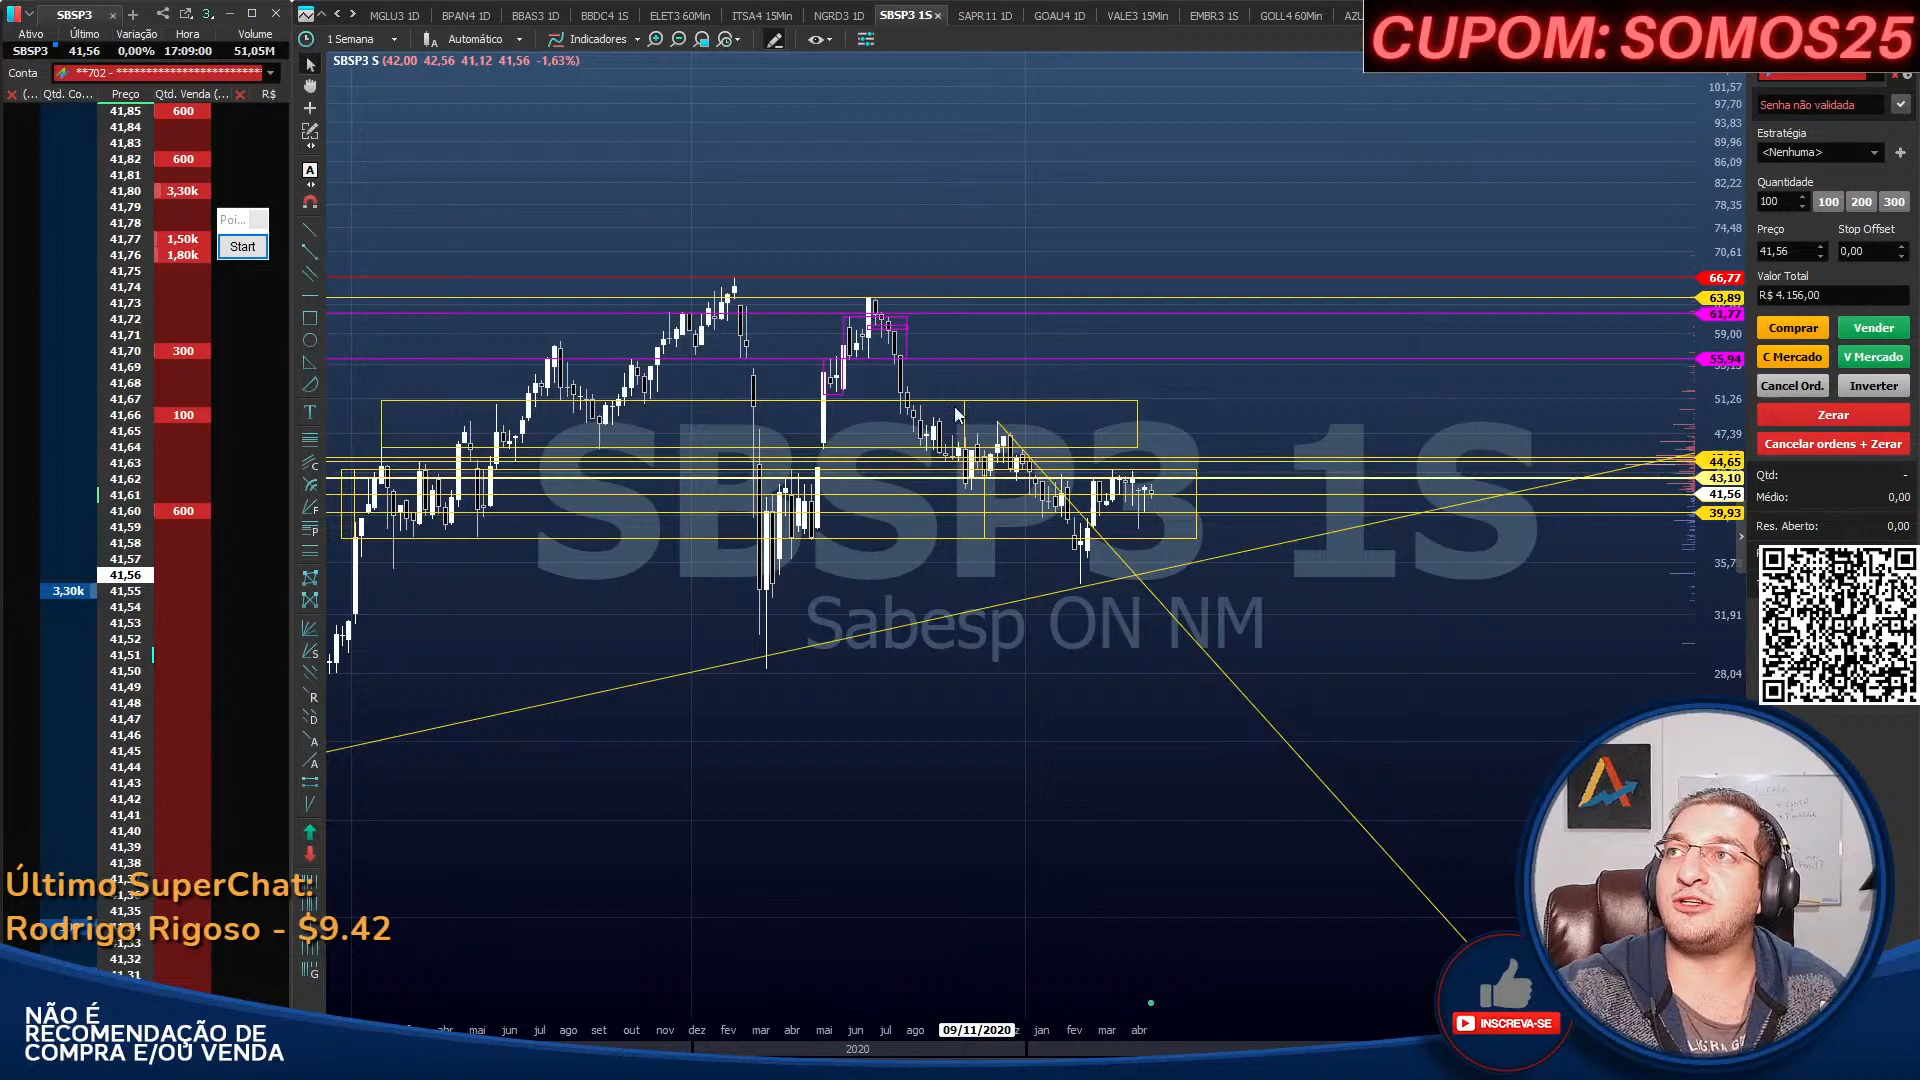 SBSP3
3
Ativo Último Variação Hora Volume
SBSP3 41,56 0,00% 17:09:00 51,05M
Conta **702 - **************************
(... Qtd. Co... Preço Qtd. Venda (... R$
41,85 600
41,84
41,83
41,82 600
41,81
41,80 3,30k
41,79
41,78
41,77 1,50k
41,76 1,80k
41,75
41,74
41,73
41,72
41,71
41,70 300
41,69
41,68
41,67
41,66 100
41,65
41,64
41,63
41,62
41,61
41,60 600
41,59
41,58
41,57
41,56
3,30k 41,55
41,54
41,53
41,52
41,51
41,50
41,49
41,48
41,47
41,46
41,45
41,44
41,43
41,42
41,41
41,40
41,39
41,38
41,35
41,32
41,31
Poi...
Start
MGLU3 1D BPAN4 1D BBAS3 1D BBDC4 1S ELET3 60Min ITSA4 15Min NGRD3 1D SBSP3 1S SAPR11 1D GOAU4 1D VALE3 15Min EMBR3 1S GOLL4 60Min AZU
1 Semana Automático Indicadores
SBSP3 S (42,00 42,56 41,12 41,56 -1,63%)
CUPOM: SOMOS25
SBSP3 1S
Sabesp ON NM
101,57
97,70
93,83
89,96
86,09
82,22
78,35
74,48
70,61
66,77
63,89
61,77
59,00
55,94
51,26
47,39
44,65
43,10
41,56
39,93
35,7
31,91
28,04
abr mai jun jul ago set out nov dez fev mar abr mai jun jul ago 09/11/2020 z jan fev mar abr
2020
Senha não validada
Estratégia
<Nenhuma>
Quantidade
100 100 200 300
Preço Stop Offset
41,56 0,00
Valor Total
R$ 4.156,00
Comprar Vender
C Mercado V Mercado
Cancel Ord. Inverter
Zerar
Cancelar ordens + Zerar
Qtd: -
Médio: 0,00
Res. Aberto: 0,00
Último SuperChat:
Rodrigo Rigoso - $9.42
NÃO É
RECOMENDAÇÃO DE
COMPRA E/OU VENDA
INSCREVA-SE